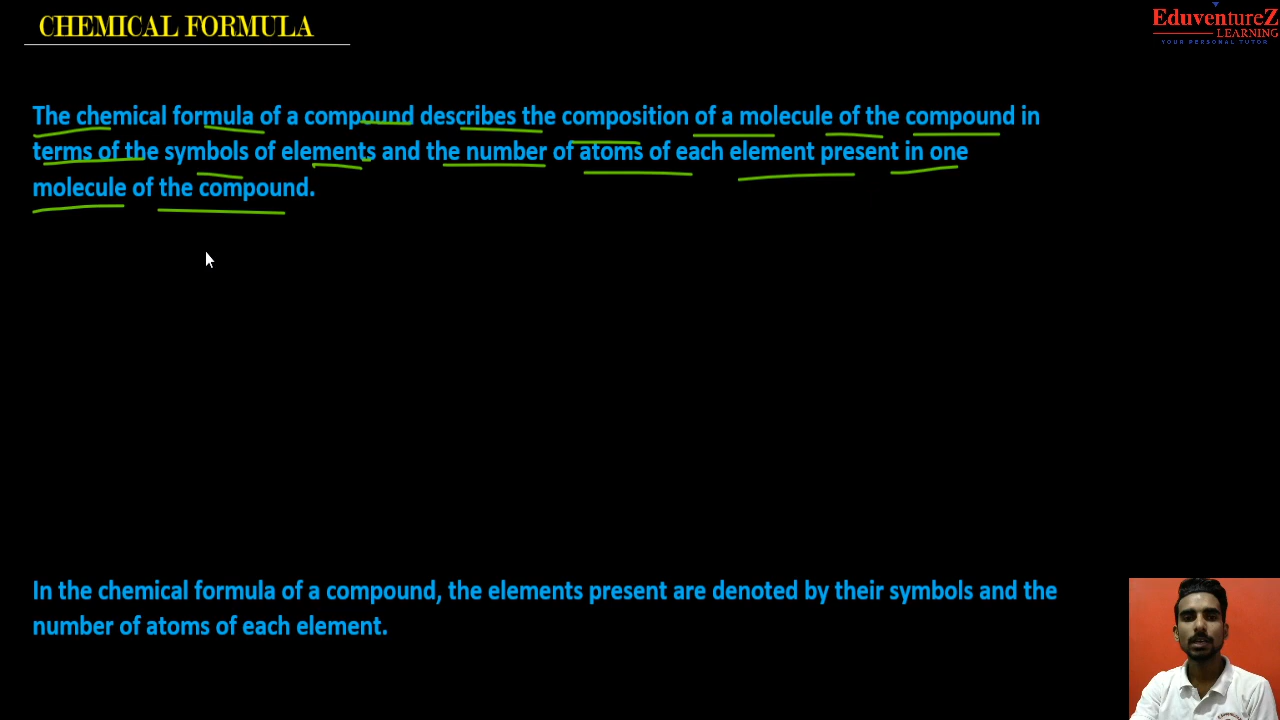 CHEMICAL FORMULA
EduventureZ
LEARNING
YOUR PERSONAL TUTOR
The chemical formula of a compound describes the composition of a molecule of the compound in
terms of the symbols of elements and the number of atoms of each element present in one
molecule of the compound.
In the chemical formula of a compound, the elements present are denoted by their symbols and the
number of atoms of each element.